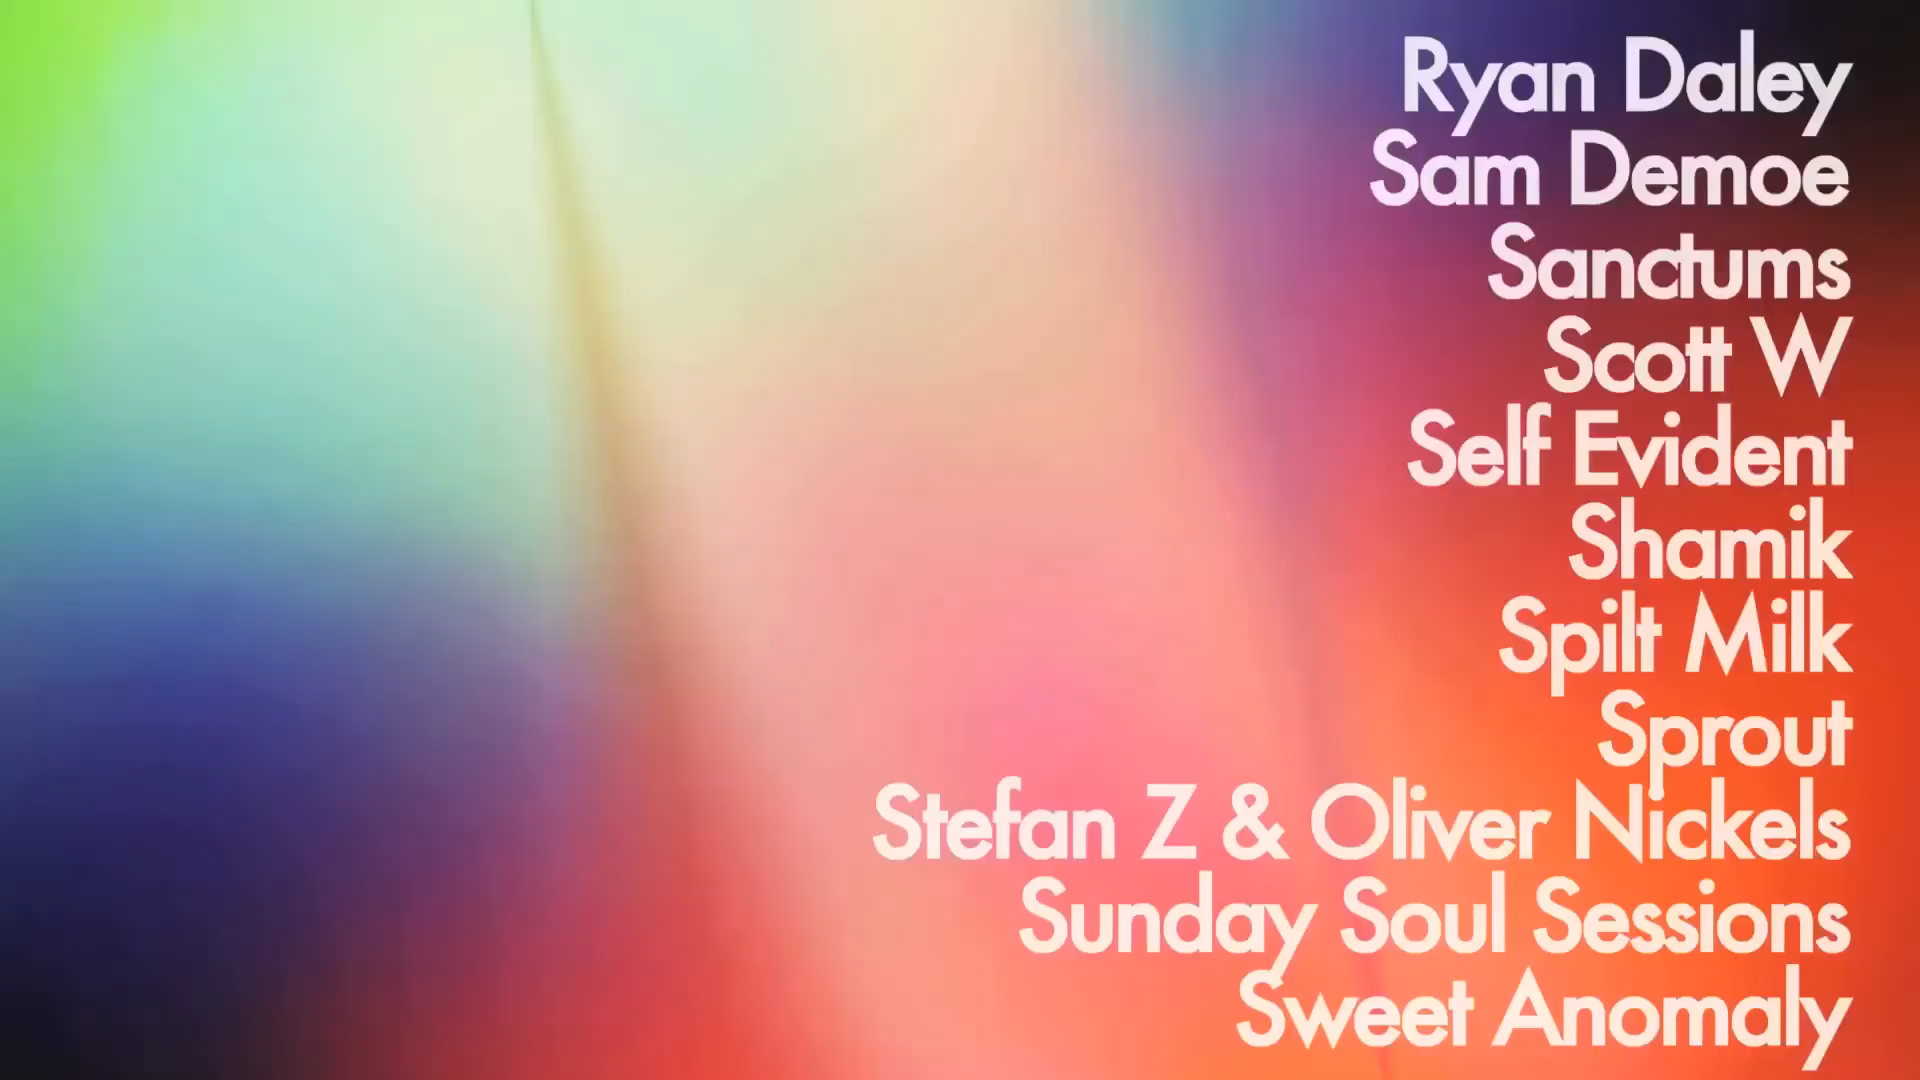 Ryan Daley
Sam Demoe
Sanctums
Scott W
Self Evident
Shamik
Spilt Milk
Sprout
Stefan Z & Oliver Nickels
Sunday Soul Sessions
Sweet Anomaly